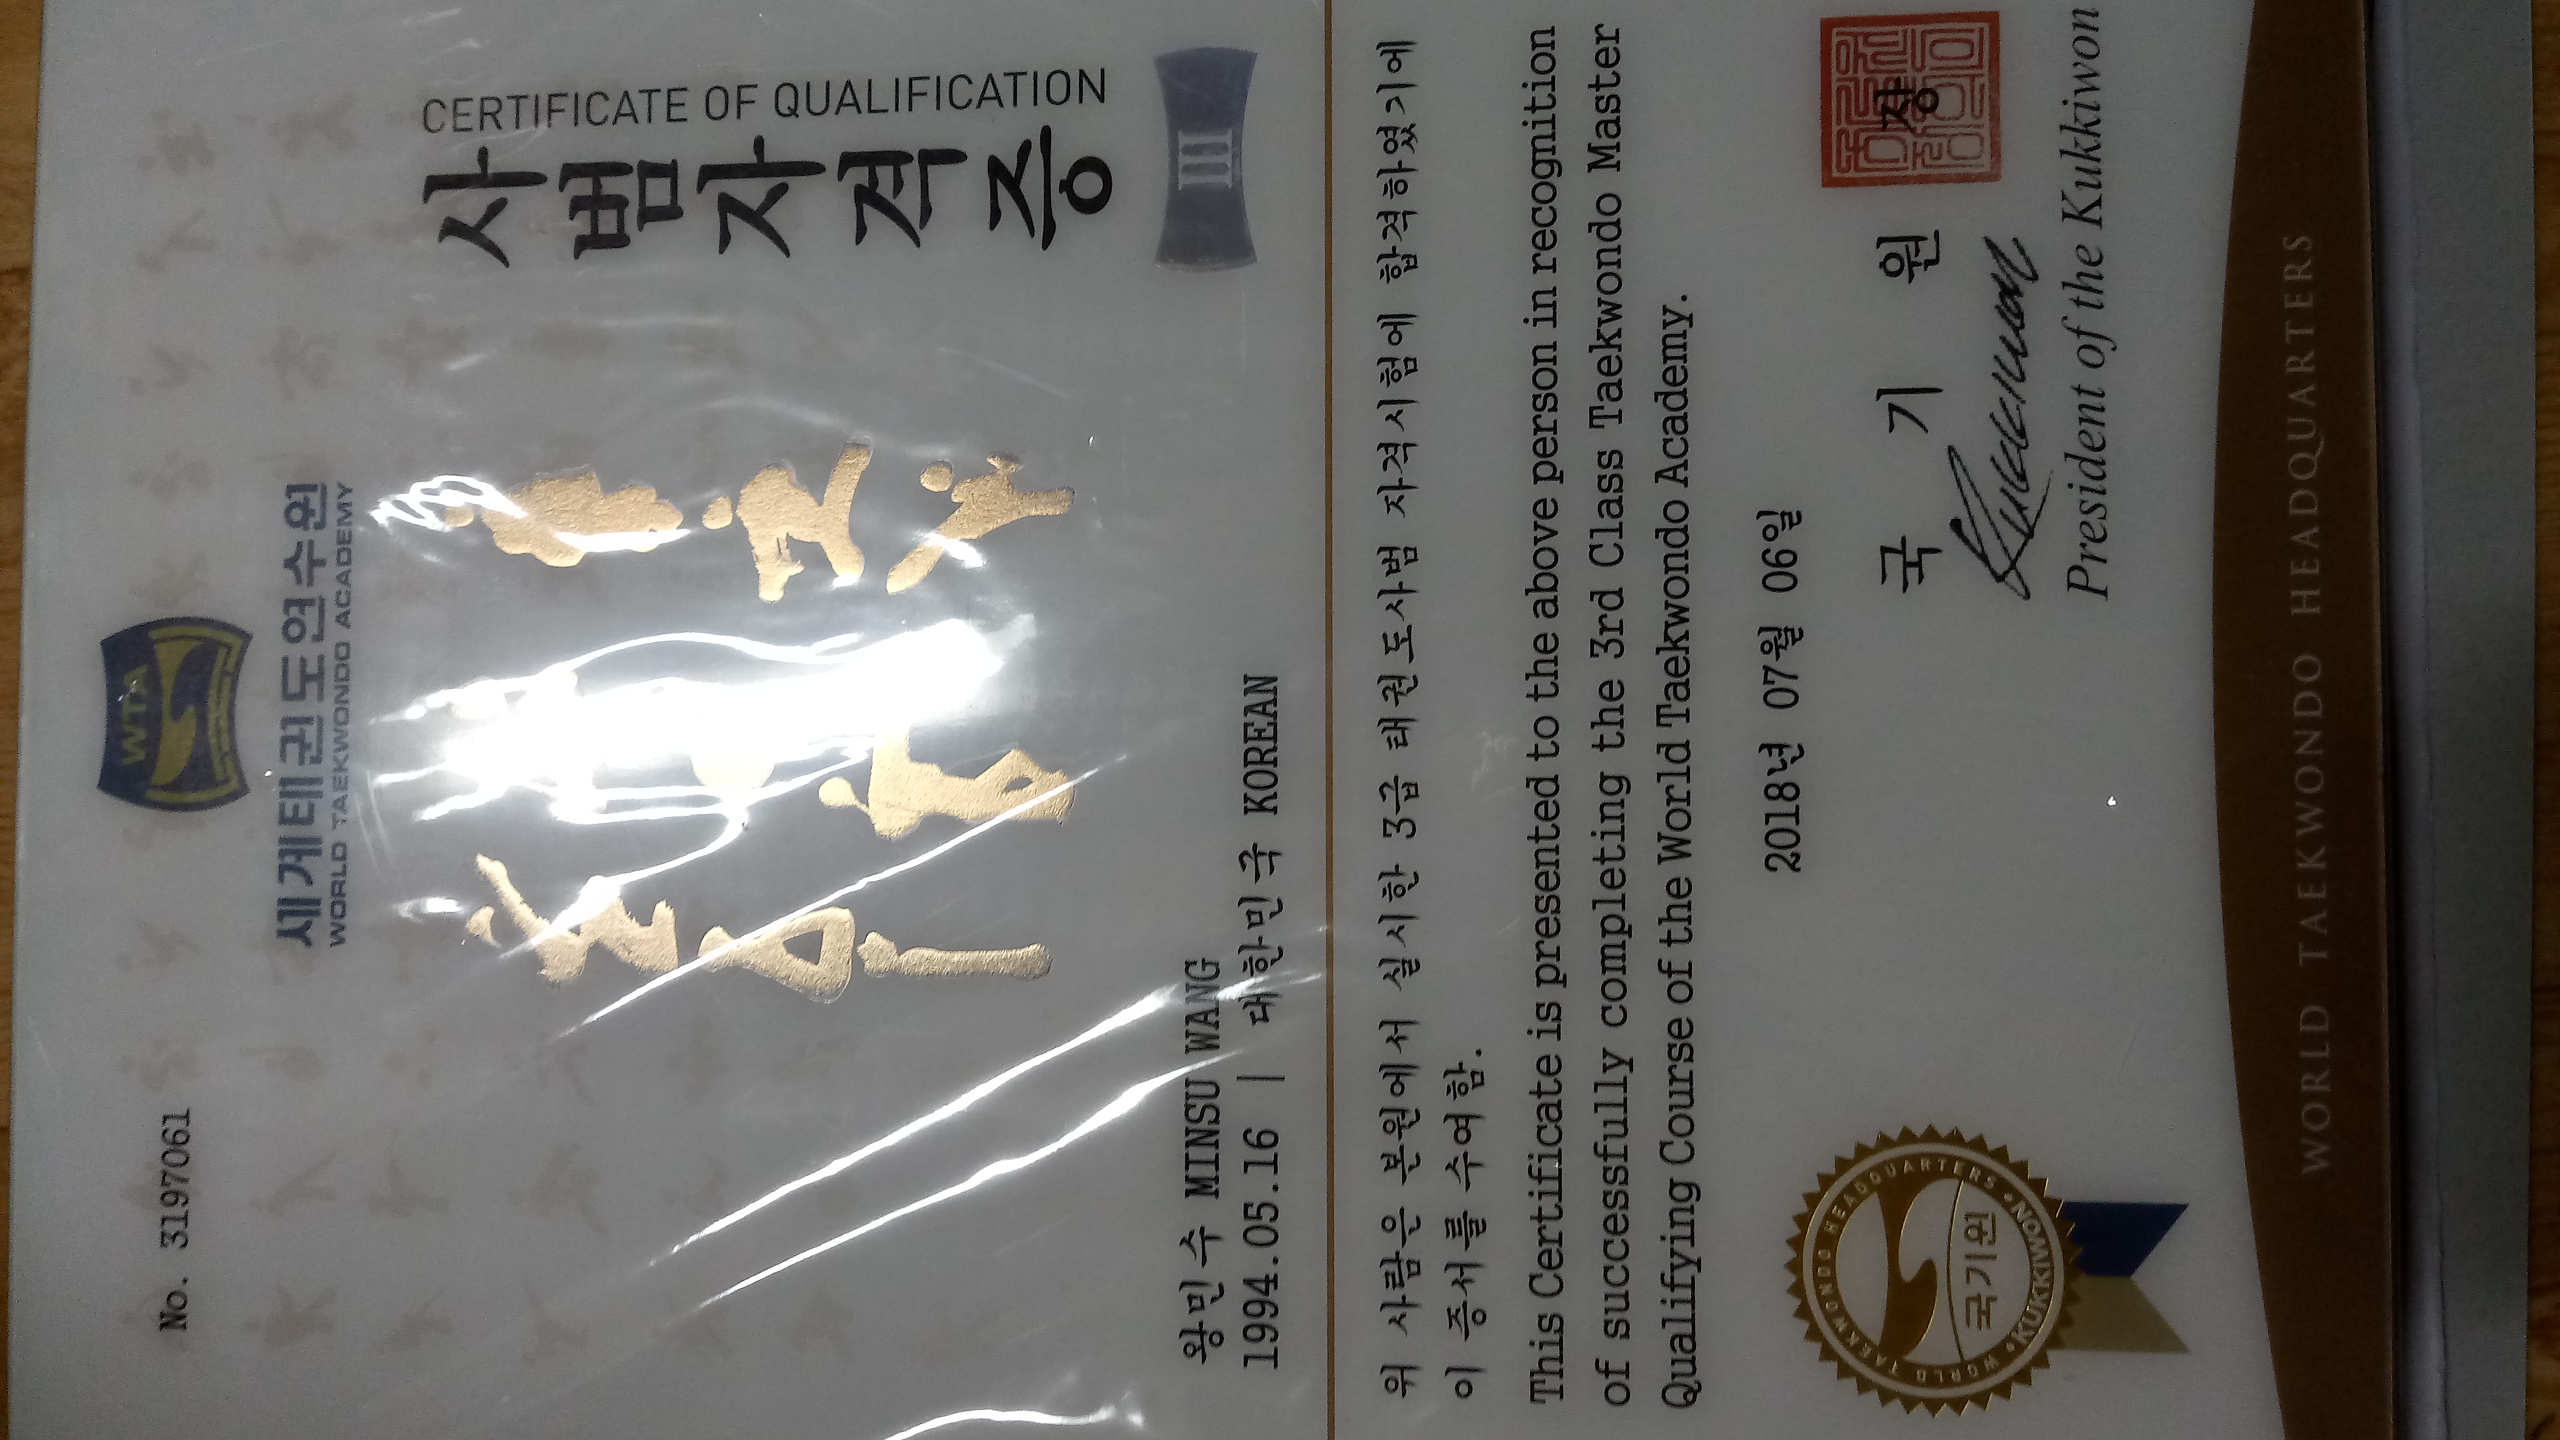 No. 3197061
WTA
세계태권도연수원
WORLD TAEKWONDO ACADEMY
CERTIFICATE OF QUALIFICATION
사범자격증
III
왕민수 MINSU WANG
1994.05.16 | 대한민국 KOREAN
위 사람은 본원에서 실시한 3급 태권도사범 자격시험에 합격하였기에
이 증서를 수여함.
This Certificate is presented to the above person in recognition
of successfully completing the 3rd Class Taekwondo Master
Qualifying Course of the World Taekwondo Academy.
2018년 07월 06일
국 기 원 장
Kukkiwon
President of the Kukkiwon
WORLD TAEKWONDO HEADQUARTERS
국기원
KUKKIWON
WORLD TAEKWONDO HEADQUARTERS